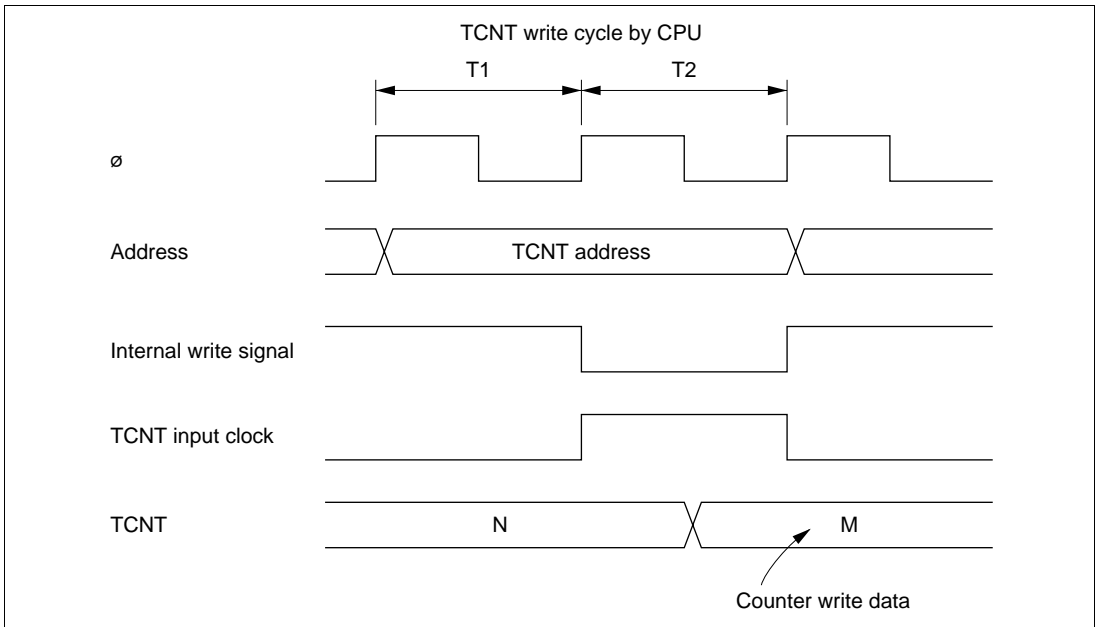 TCNT write cycle by CPU
T1 T2
ø
Address TCNT address
Internal write signal
TCNT input clock
TCNT N M
Counter write data